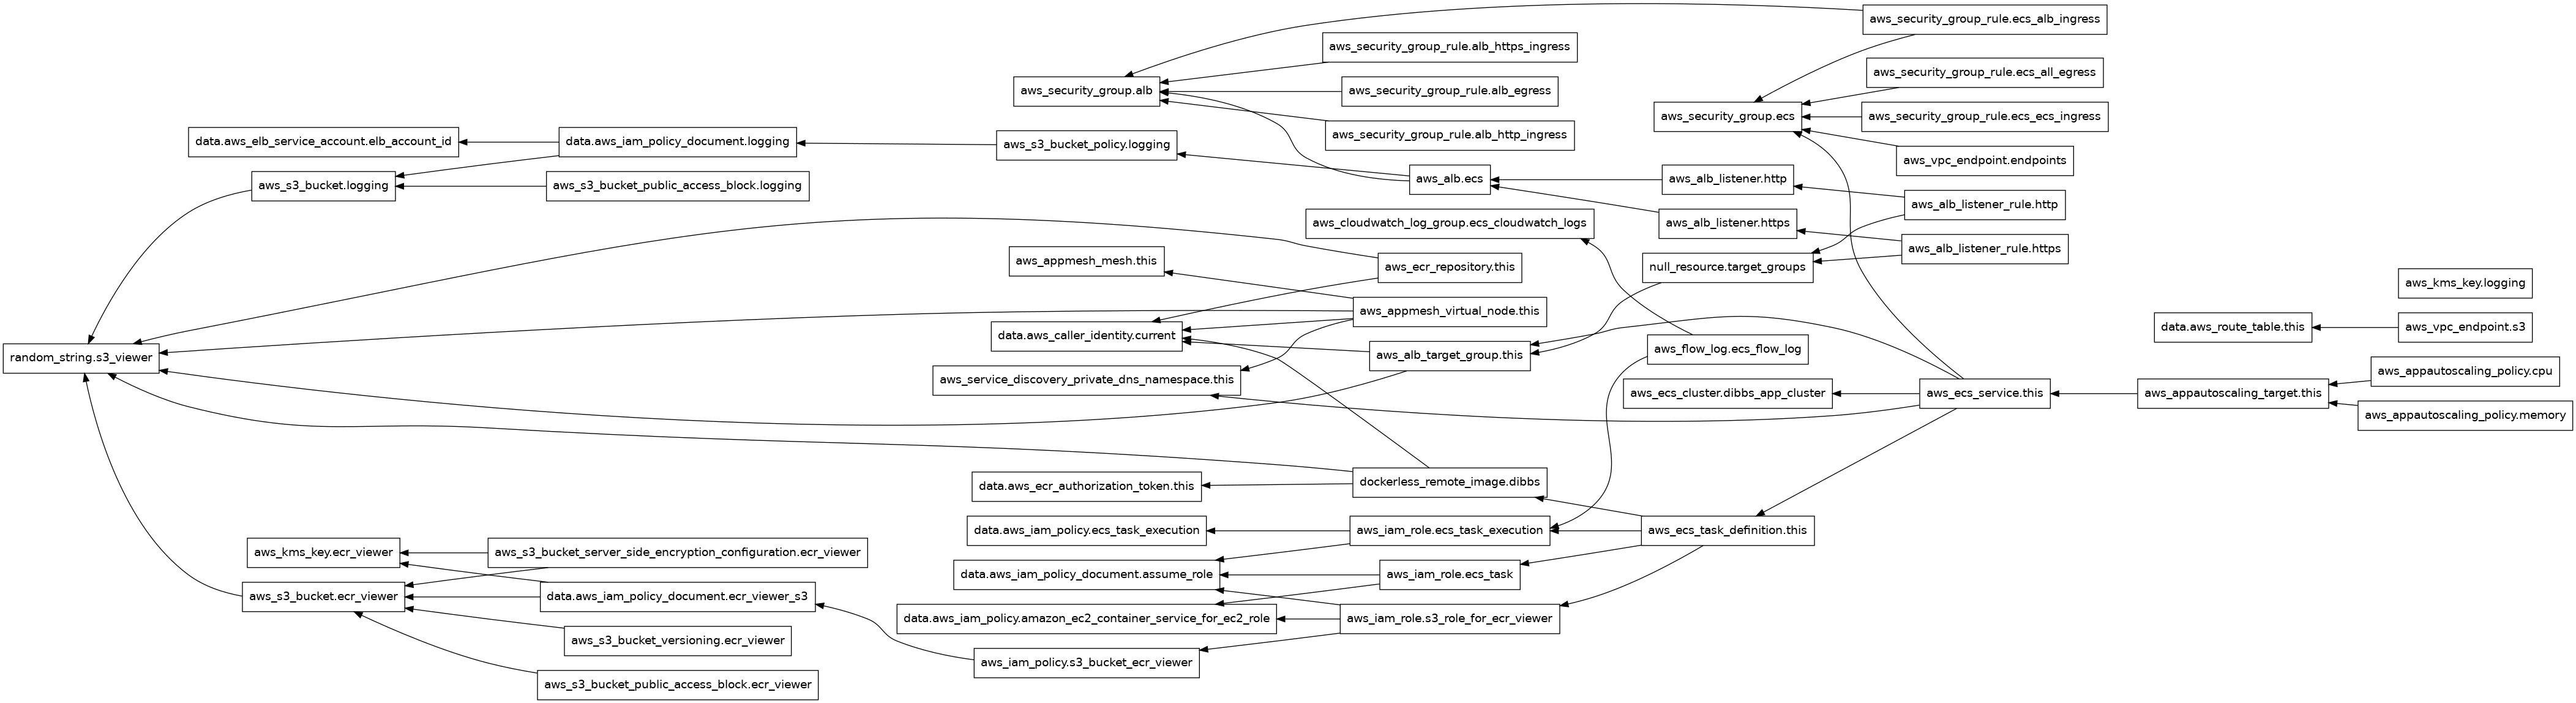 aws_security_group_rule.ecs_alb_ingress
aws_security_group_rule.alb_https_ingress
aws_security_group_rule.ecs_all_egress
aws_security_group.alb
aws_security_group_rule.alb_egress
aws_security_group.ecs
aws_security_group_rule.ecs_ecs_ingress
aws_security_group_rule.alb_http_ingress
data.aws_elb_service_account.elb_account_id
data.aws_iam_policy_document.logging
aws_s3_bucket_policy.logging
aws_vpc_endpoint.endpoints
aws_s3_bucket.logging
aws_s3_bucket_public_access_block.logging
aws_alb.ecs
aws_alb_listener.http
aws_alb_listener_rule.http
aws_cloudwatch_log_group.ecs_cloudwatch_logs
aws_alb_listener.https
aws_alb_listener_rule.https
aws_appmesh_mesh.this
aws_ecr_repository.this
null_resource.target_groups
aws_kms_key.logging
aws_appmesh_virtual_node.this
data.aws_caller_identity.current
data.aws_route_table.this
aws_vpc_endpoint.s3
random_string.s3_viewer
aws_alb_target_group.this
aws_flow_log.ecs_flow_log
aws_service_discovery_private_dns_namespace.this
aws_appautoscaling_policy.cpu
aws_ecs_cluster.dibbs_app_cluster
aws_ecs_service.this
aws_appautoscaling_target.this
aws_appautoscaling_policy.memory
data.aws_ecr_authorization_token.this
dockerless_remote_image.dibbs
data.aws_iam_policy.ecs_task_execution
aws_iam_role.ecs_task_execution
aws_ecs_task_definition.this
aws_kms_key.ecr_viewer
aws_s3_bucket_server_side_encryption_configuration.ecr_viewer
data.aws_iam_policy_document.assume_role
aws_iam_role.ecs_task
aws_s3_bucket.ecr_viewer
data.aws_iam_policy_document.ecr_viewer_s3
data.aws_iam_policy.amazon_ec2_container_service_for_ec2_role
aws_iam_role.s3_role_for_ecr_viewer
aws_s3_bucket_versioning.ecr_viewer
aws_iam_policy.s3_bucket_ecr_viewer
aws_s3_bucket_public_access_block.ecr_viewer